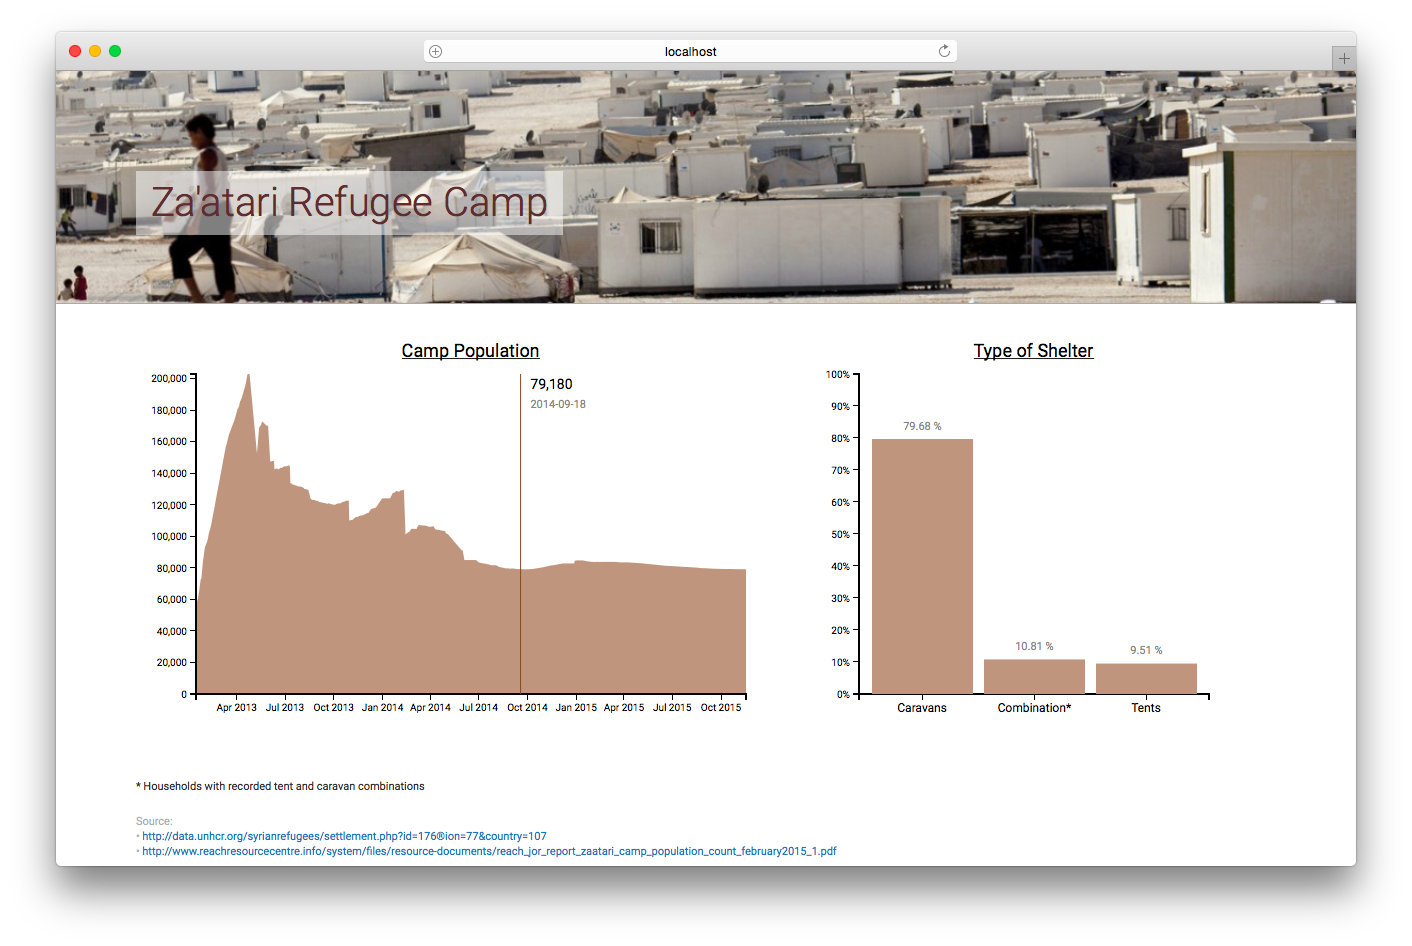 localhost
Za'atari Refugee Camp
Camp Population
200,000
180,000
160,000
140,000
120,000
100,000
80,000
60,000
40,000
20,000
0
79,180
2014-09-18
Apr 2013 Jul 2013 Oct 2013 Jan 2014 Apr 2014 Jul 2014 Oct 2014 Jan 2015 Apr 2015 Jul 2015 Oct 2015
Type of Shelter
100%
90%
80%
70%
60%
50%
40%
30%
20%
10%
0%
79.68 %
10.81 %
9.51 %
Caravans Combination* Tents
* Households with recorded tent and caravan combinations
Source:
• http://data.unhcr.org/syrianrefugees/settlement.php?id=176®ion=77&country=107
• http://www.reachresourcecentre.info/system/files/resource-documents/reach_jor_report_zaatari_camp_population_count_february2015_1.pdf